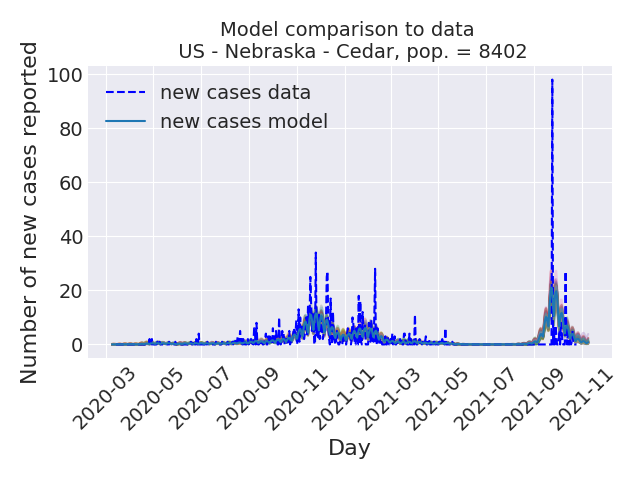 Model comparison to data
US - Nebraska - Cedar, pop. = 8402
Number of new cases reported
100
80
60
40
20
0
new cases data
new cases model
2020-03
2020-05
2020-07
2020-09
2020-11
2021-01
2021-03
2021-05
2021-07
2021-09
2021-11
Day